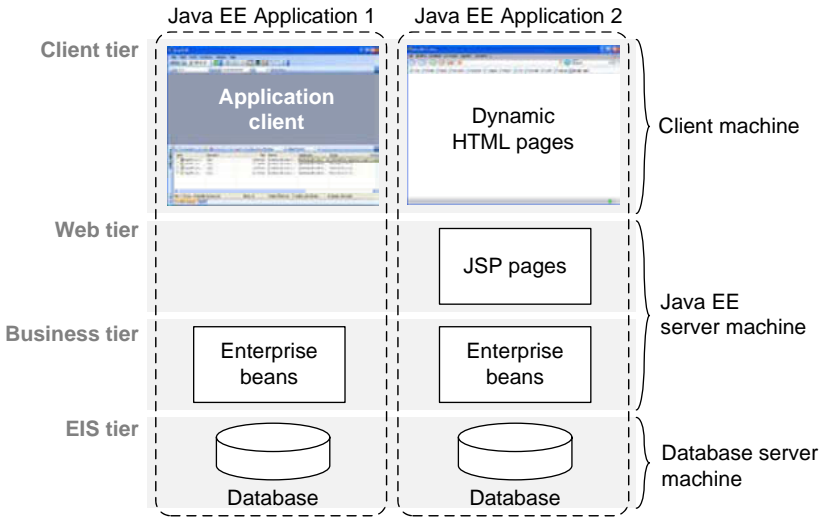 Java EE Application 1
Java EE Application 2
Client tier
Application
client
Dynamic
HTML pages
Client machine
Web tier
JSP pages
Java EE
server machine
Business tier
Enterprise
beans
Enterprise
beans
EIS tier
Database
Database
Database server
machine